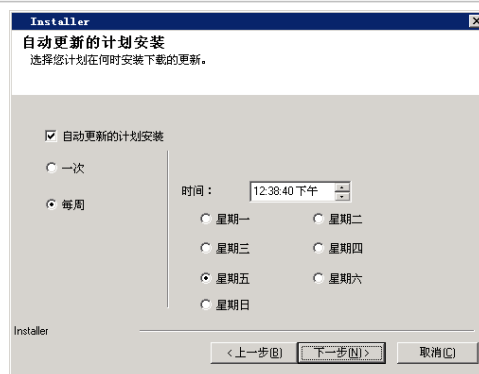 Installer
自动更新的计划安装
选择您计划在何时安装下载的更新。
自动更新的计划安装
一次
每周
时间：
12:38:40 下午
星期一
星期二
星期三
星期四
星期五
星期六
星期日
Installer
<上一步(B)
下一步(N)>
取消(C)